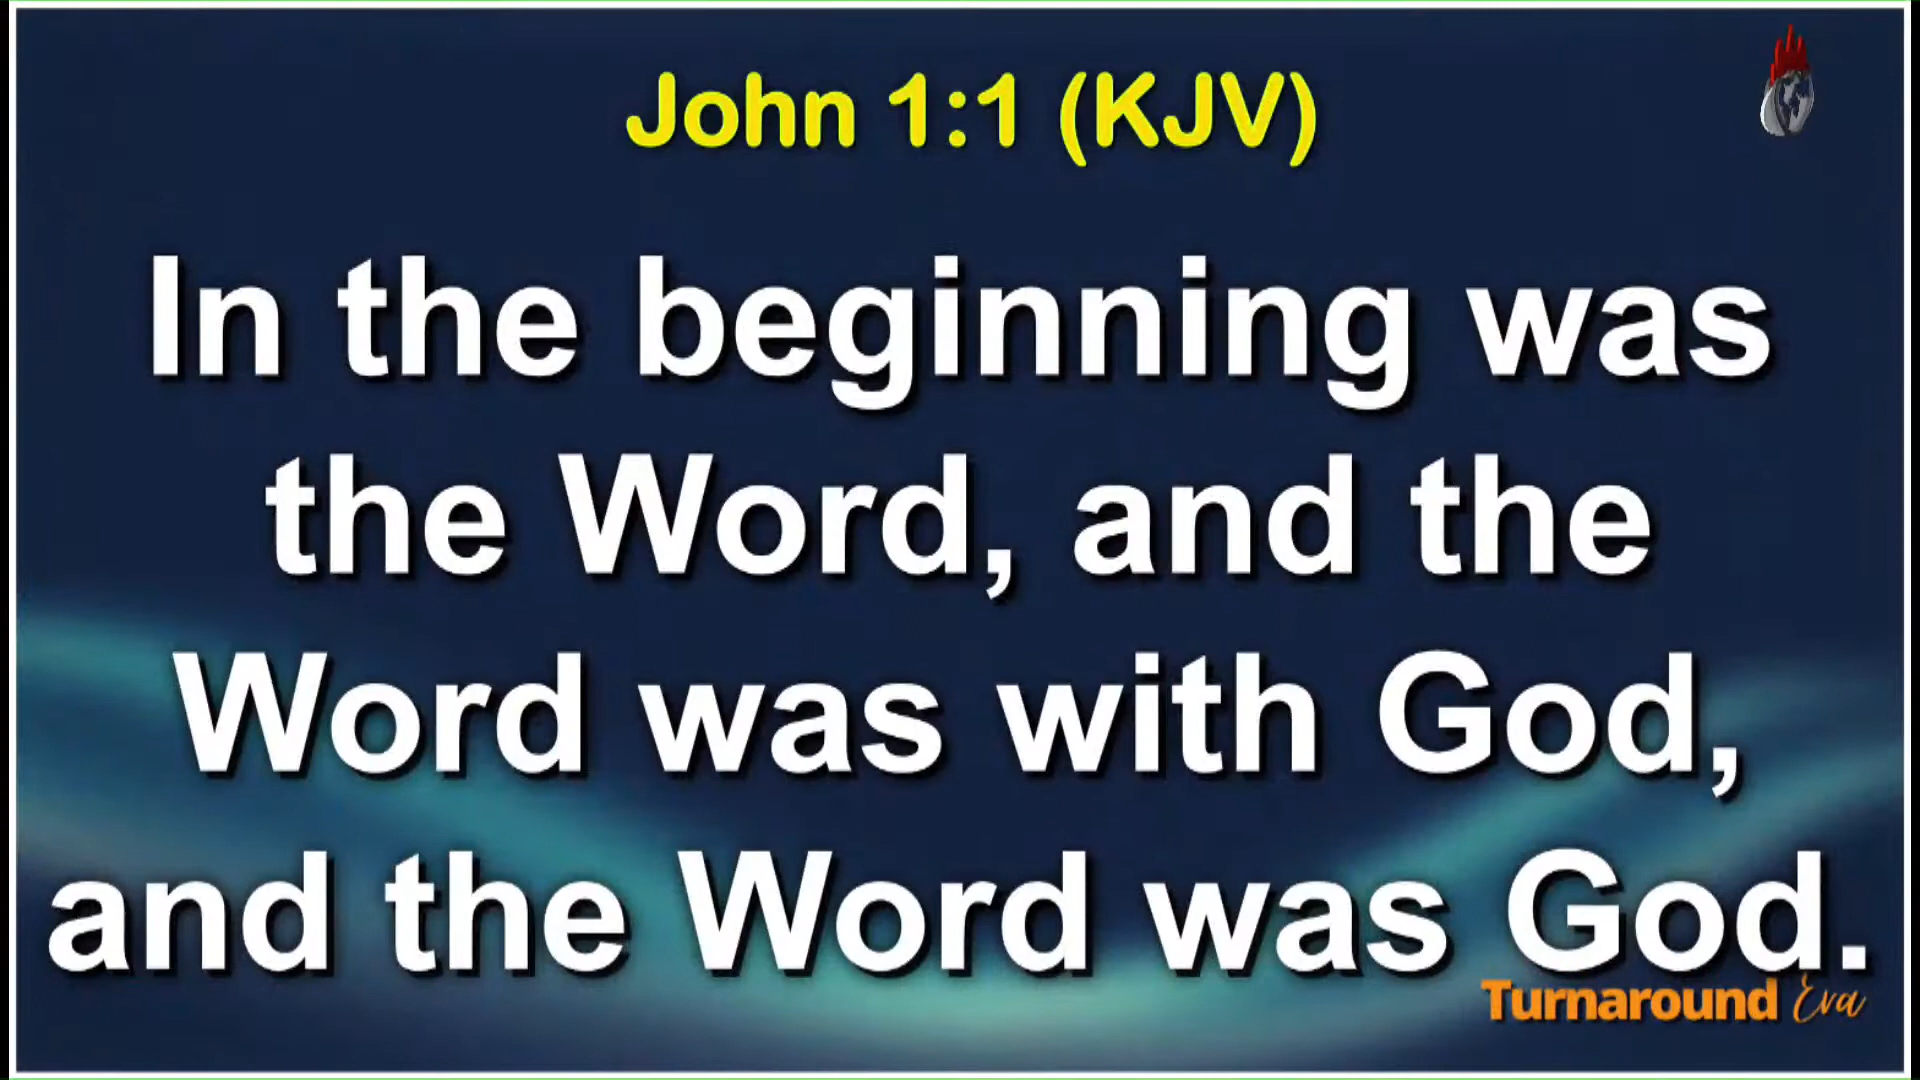 John 1:1 (KJV)
In the beginning was
the Word, and the
Word was with God,
and the Word was God.
Turnaround Era